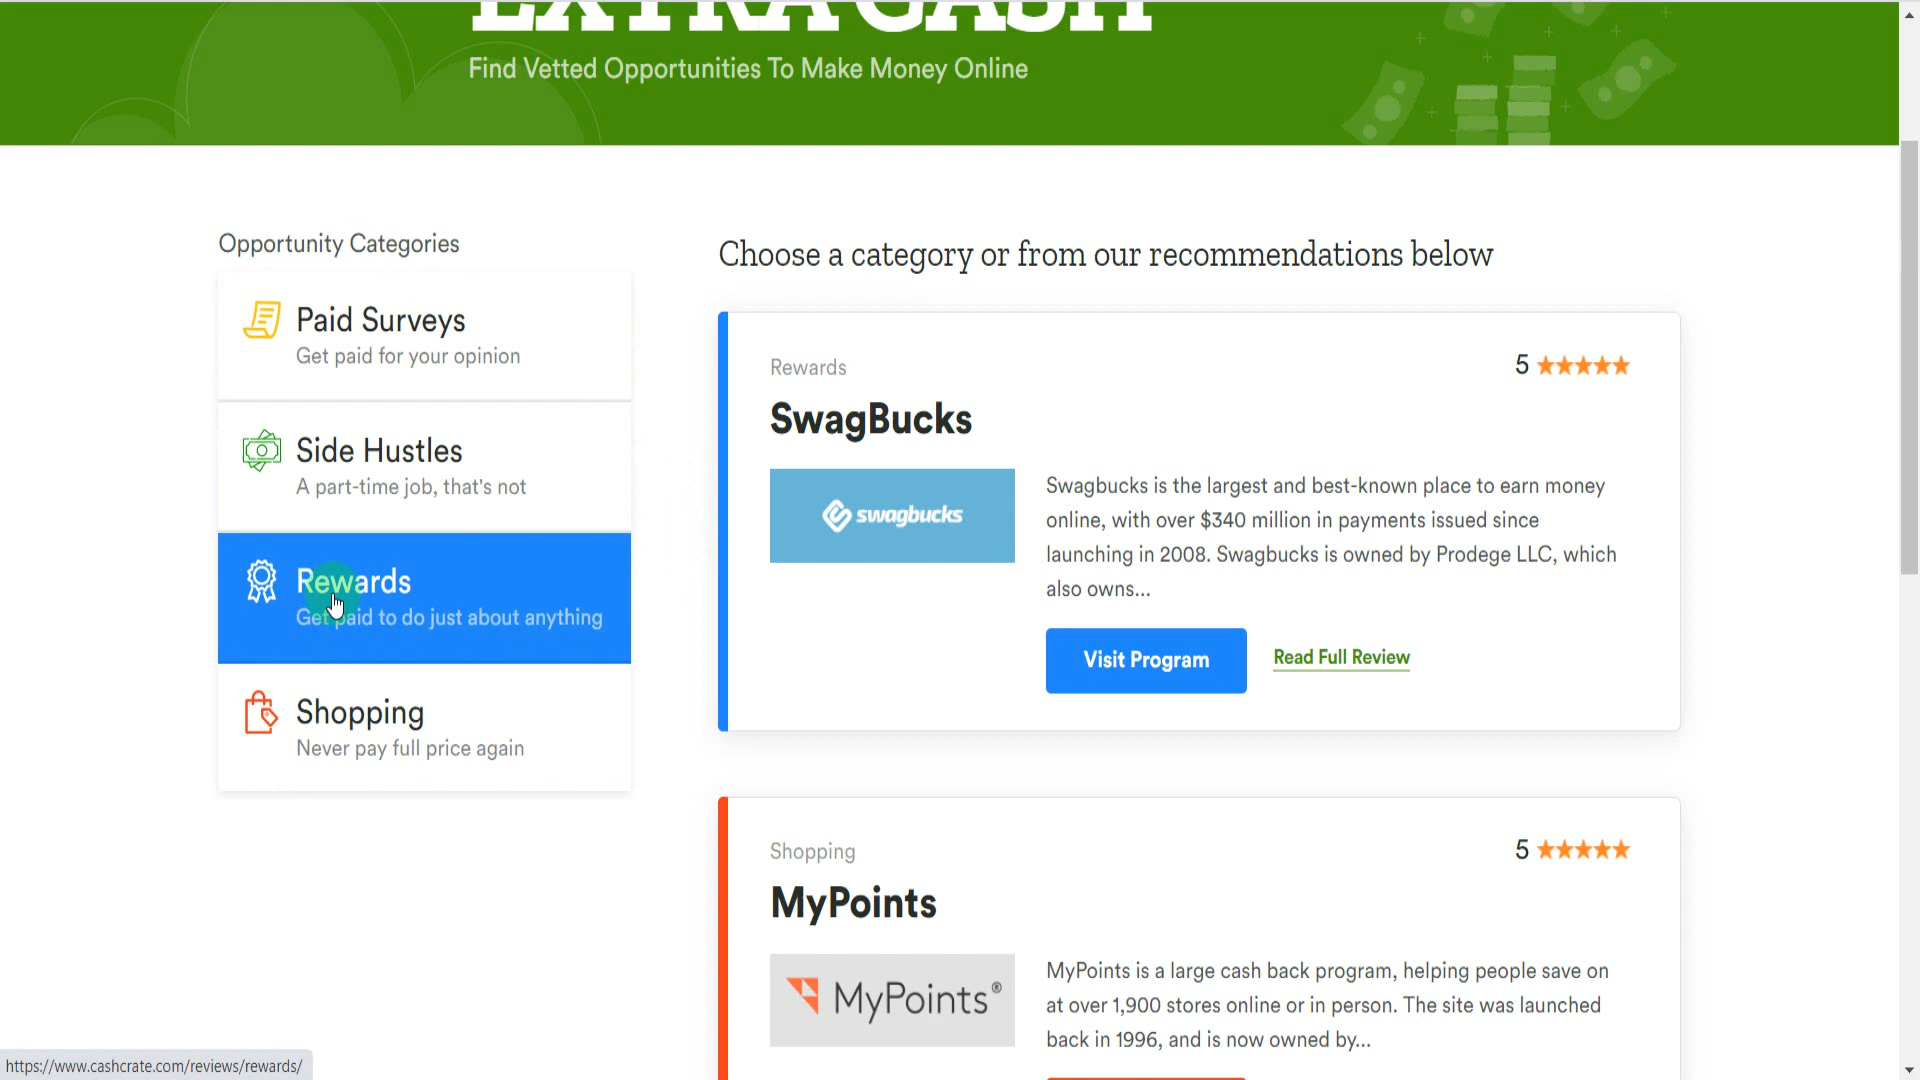 EXTRA CASH
Find Vetted Opportunities To Make Money Online
Opportunity Categories
Paid Surveys
Get paid for your opinion
Side Hustles
A part-time job, that's not
Rewards
Get paid to do just about anything
Shopping
Never pay full price again
Choose a category or from our recommendations below
Rewards
5
SwagBucks
swagbucks
Swagbucks is the largest and best-known place to earn money
online, with over $340 million in payments issued since
launching in 2008. Swagbucks is owned by Prodege LLC, which
also owns...
Visit Program
Read Full Review
Shopping
5
MyPoints
MyPoints®
MyPoints is a large cash back program, helping people save on
at over 1,900 stores online or in person. The site was launched
back in 1996, and is now owned by...
https://www.cashcrate.com/reviews/rewards/